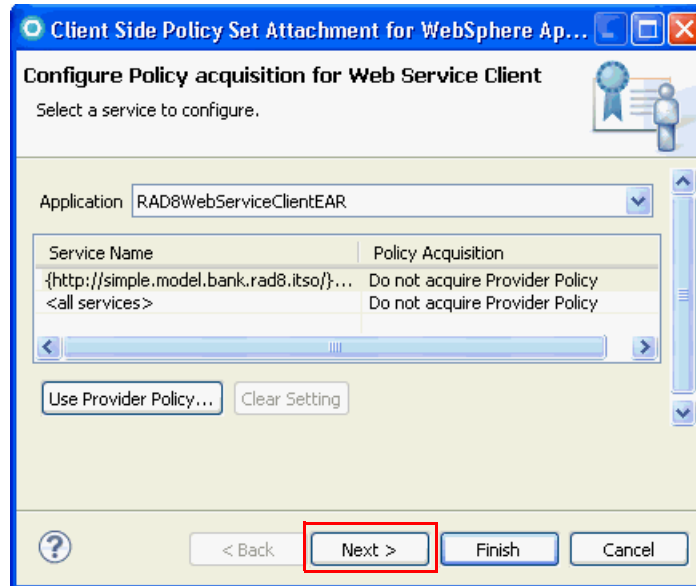 Client Side Policy Set Attachment for WebSphere Ap...
Configure Policy acquisition for Web Service Client
Select a service to configure.
Application RAD8WebServiceClientEAR
Service Name Policy Acquisition
{http://simple.model.bank.rad8.itso/}... Do not acquire Provider Policy
<all services> Do not acquire Provider Policy
Use Provider Policy... Clear Setting
? < Back Next > Finish Cancel